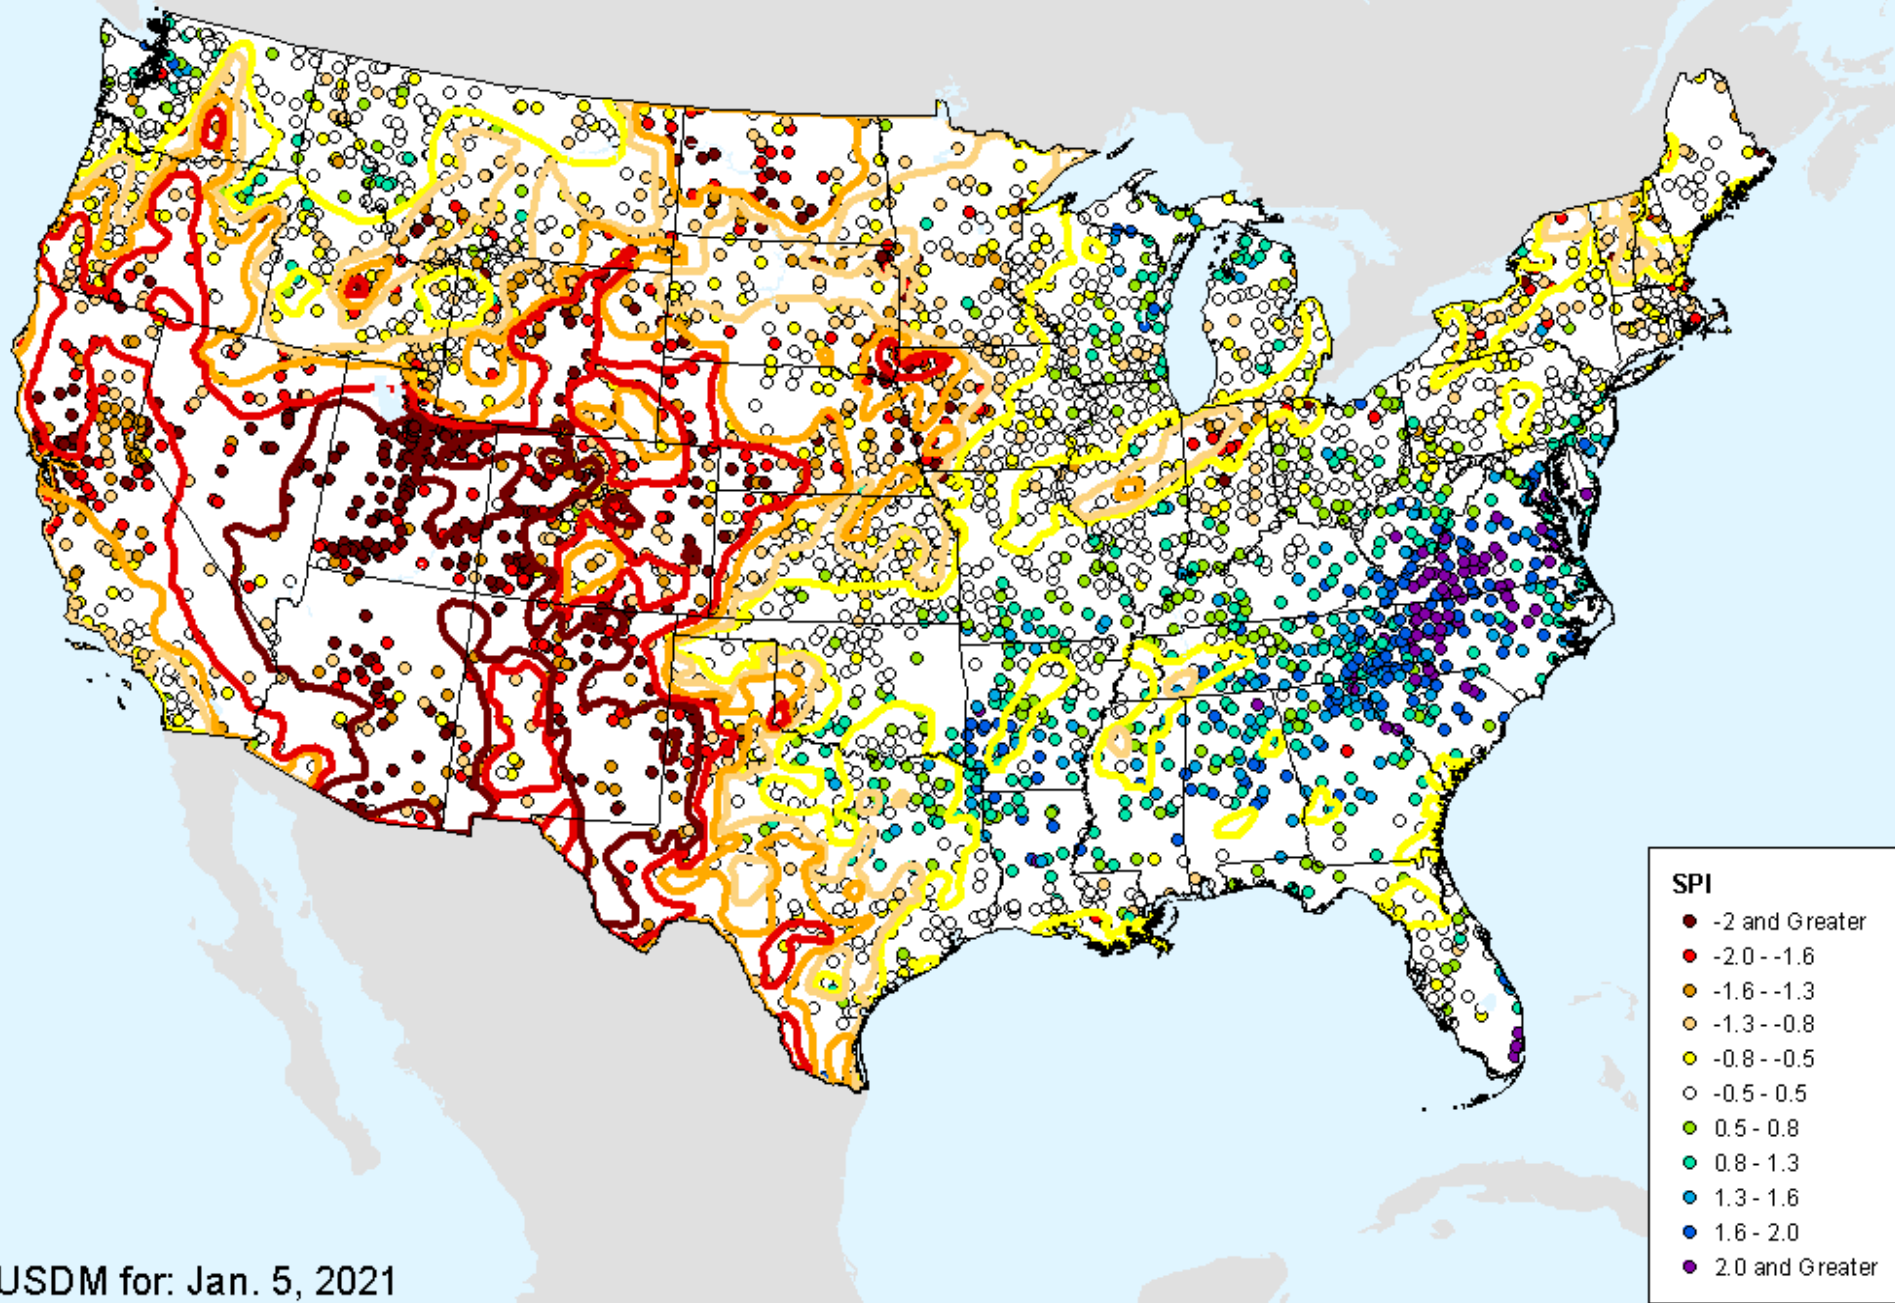 SPI
-2 and Greater
-2.0 - -1.6
-1.6 - -1.3
-1.3 - -0.8
-0.8 - -0.5
-0.5 - 0.5
0.5 - 0.8
0.8 - 1.3
1.3 - 1.6
1.6 - 2.0
2.0 and Greater
USDM for: Jan. 5, 2021